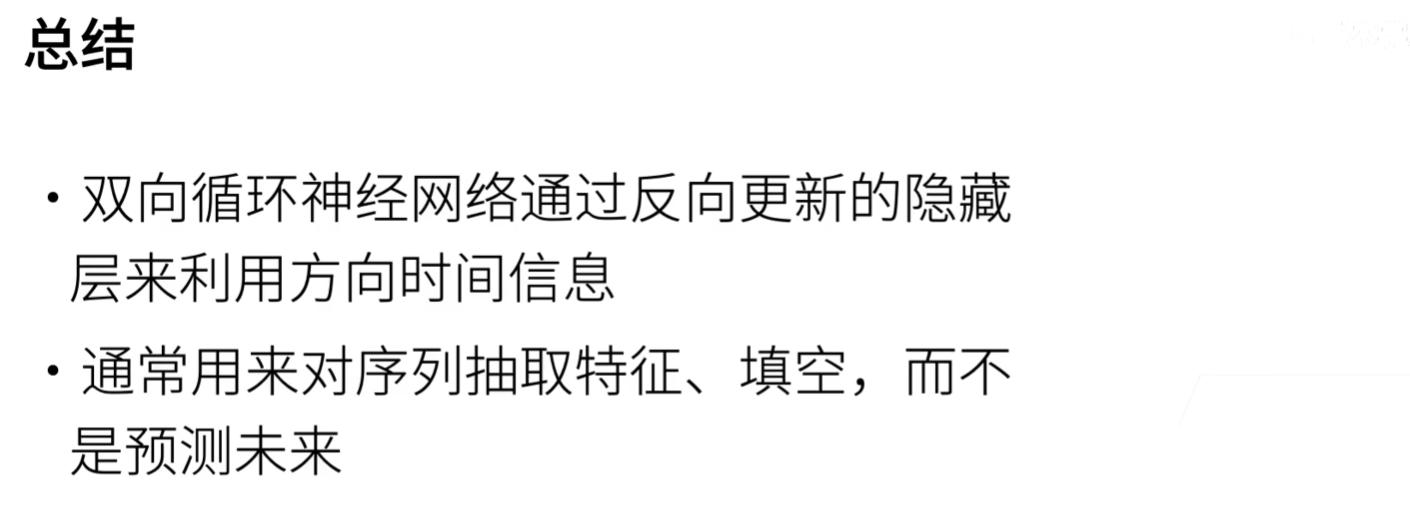 总结
• 双向循环神经网络通过反向更新的隐藏
层来利用方向时间信息
• 通常用来对序列抽取特征、填空，而不
是预测未来